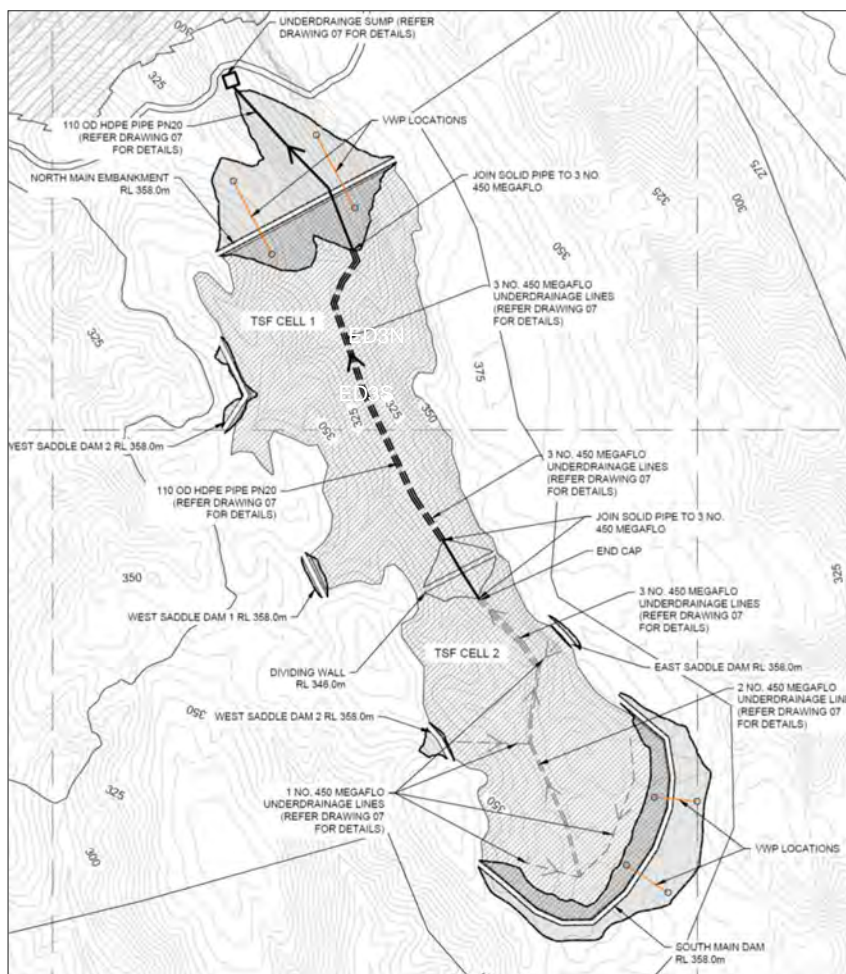 UNDERDRAINGE SUMP (REFER
DRAWING 07 FOR DETAILS)
300
325
110 OD HDPE PIPE PN20
(REFER DRAWING 07
FOR DETAILS)
VWP LOCATIONS
NORTH MAIN EMBANKMENT
RL 358.0m
JOIN SOLID PIPE TO 3 NO.
450 MEGAFLO
275
300
325
350
3 NO. 450 MEGAFLO
UNDERDRAINAGE LINES
(REFER DRAWING 07
FOR DETAILS)
TSF CELL 1
ED3N
325
375
ED3S
325
325
350
350
WEST SADDLE DAM 2 RL 358.0m
3 NO. 450 MEGAFLO
UNDERDRAINAGE LINES
(REFER DRAWING 07
FOR DETAILS)
110 OD HDPE PIPE PN20
(REFER DRAWING 07
FOR DETAILS)
JOIN SOLID PIPE TO 3 NO.
450 MEGAFLO
END CAP
350
325
WEST SADDLE DAM 1 RL 358.0m
3 NO. 450 MEGAFLO
UNDERDRAINAGE LINES
(REFER DRAWING 07
FOR DETAILS)
TSF CELL 2
DIVIDING WALL
RL 346.0m
EAST SADDLE DAM RL 358.0m
2 NO. 450 MEGAFLO
UNDERDRAINAGE LINE
(REFER DRAWING 07
FOR DETAILS)
350
WEST SADDLE DAM 2 RL 358.0m
1 NO. 450 MEGAFLO
UNDERDRAINAGE LINES
(REFER DRAWING 07
FOR DETAILS)
350
325
300
VWP LOCATIONS
SOUTH MAIN DAM
RL 358.0m